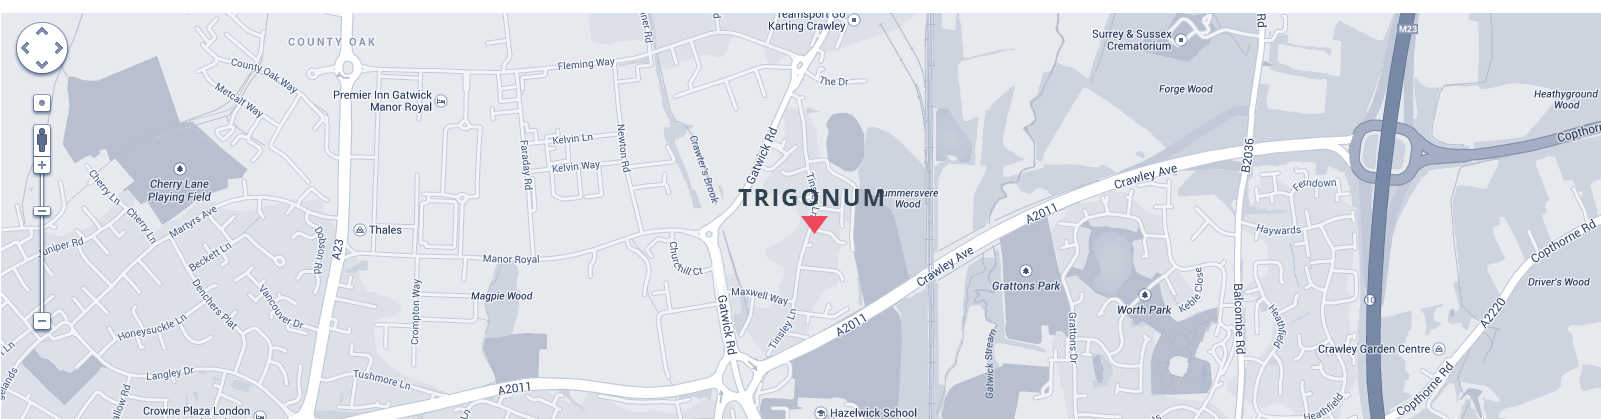 Teamsport Go
Karting Crawley
Rd
M23
COUNTY OAK
Surrey & Sussex
Crematorium
Fleming Way
County Oak Way
The Dr
Metcalf Way
Premier Inn Gatwick
Manor Royal
Forge Wood
Heathyground
Wood
Kelvin Ln
Newton Rd
Gatwick Rd
B2036
Faraday Rd
Crawter's Brook
Kelvin Way
Cherry Lane
Playing Field
Cherry Ln
Crawley Ave
Ferndown
TRIGONUM
Wood
Cherry Ln
Martyrs Ave
A2011
Thales
Haywards
Juniper Rd
Dobson Rd
A23
Copthorne Rd
Beckett Ln
Manor Royal
Churchill Ct
Crawley Ave
Grattons Park
Driver's Wood
Denchers Plat
Vancouver Dr
Crompton Way
Magpie Wood
Maxwell Way
Worth Park
Keble Close
Balcombe Rd
A2220
Honeysuckle Ln
Gatwick Rd
Tinsley Ln
A2011
Grattons Dr
Heathfield
Gatwick Stream
Crawley Garden Centre
Langley Dr
Tushmore Ln
A2011
Copthorne Rd
Heathfield
Crowne Plaza London
Hazelwick School